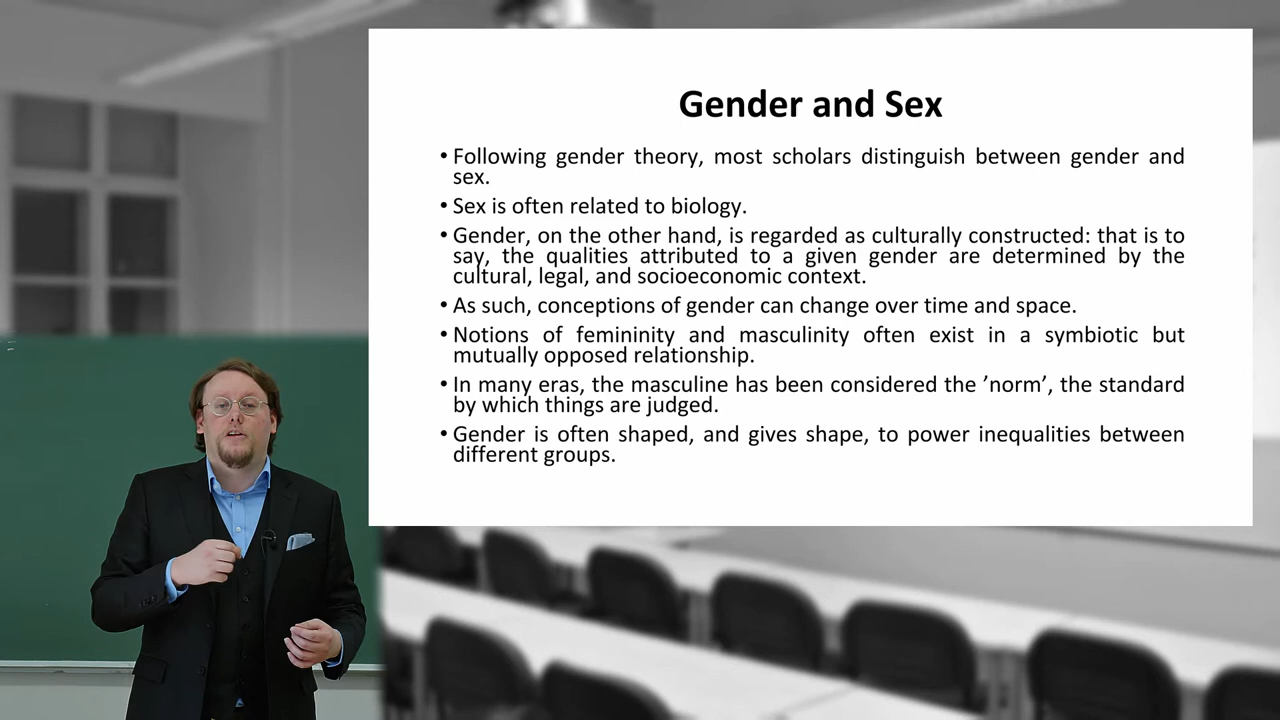 Gender and Sex
• Following gender theory, most scholars distinguish between gender and
sex.
• Sex is often related to biology.
• Gender, on the other hand, is regarded as culturally constructed: that is to
say, the qualities attributed to a given gender are determined by the
cultural, legal, and socioeconomic context.
• As such, conceptions of gender can change over time and space.
• Notions of femininity and masculinity often exist in a symbiotic but
mutually opposed relationship.
• In many eras, the masculine has been considered the ’norm’, the standard
by which things are judged.
• Gender is often shaped, and gives shape, to power inequalities between
different groups.